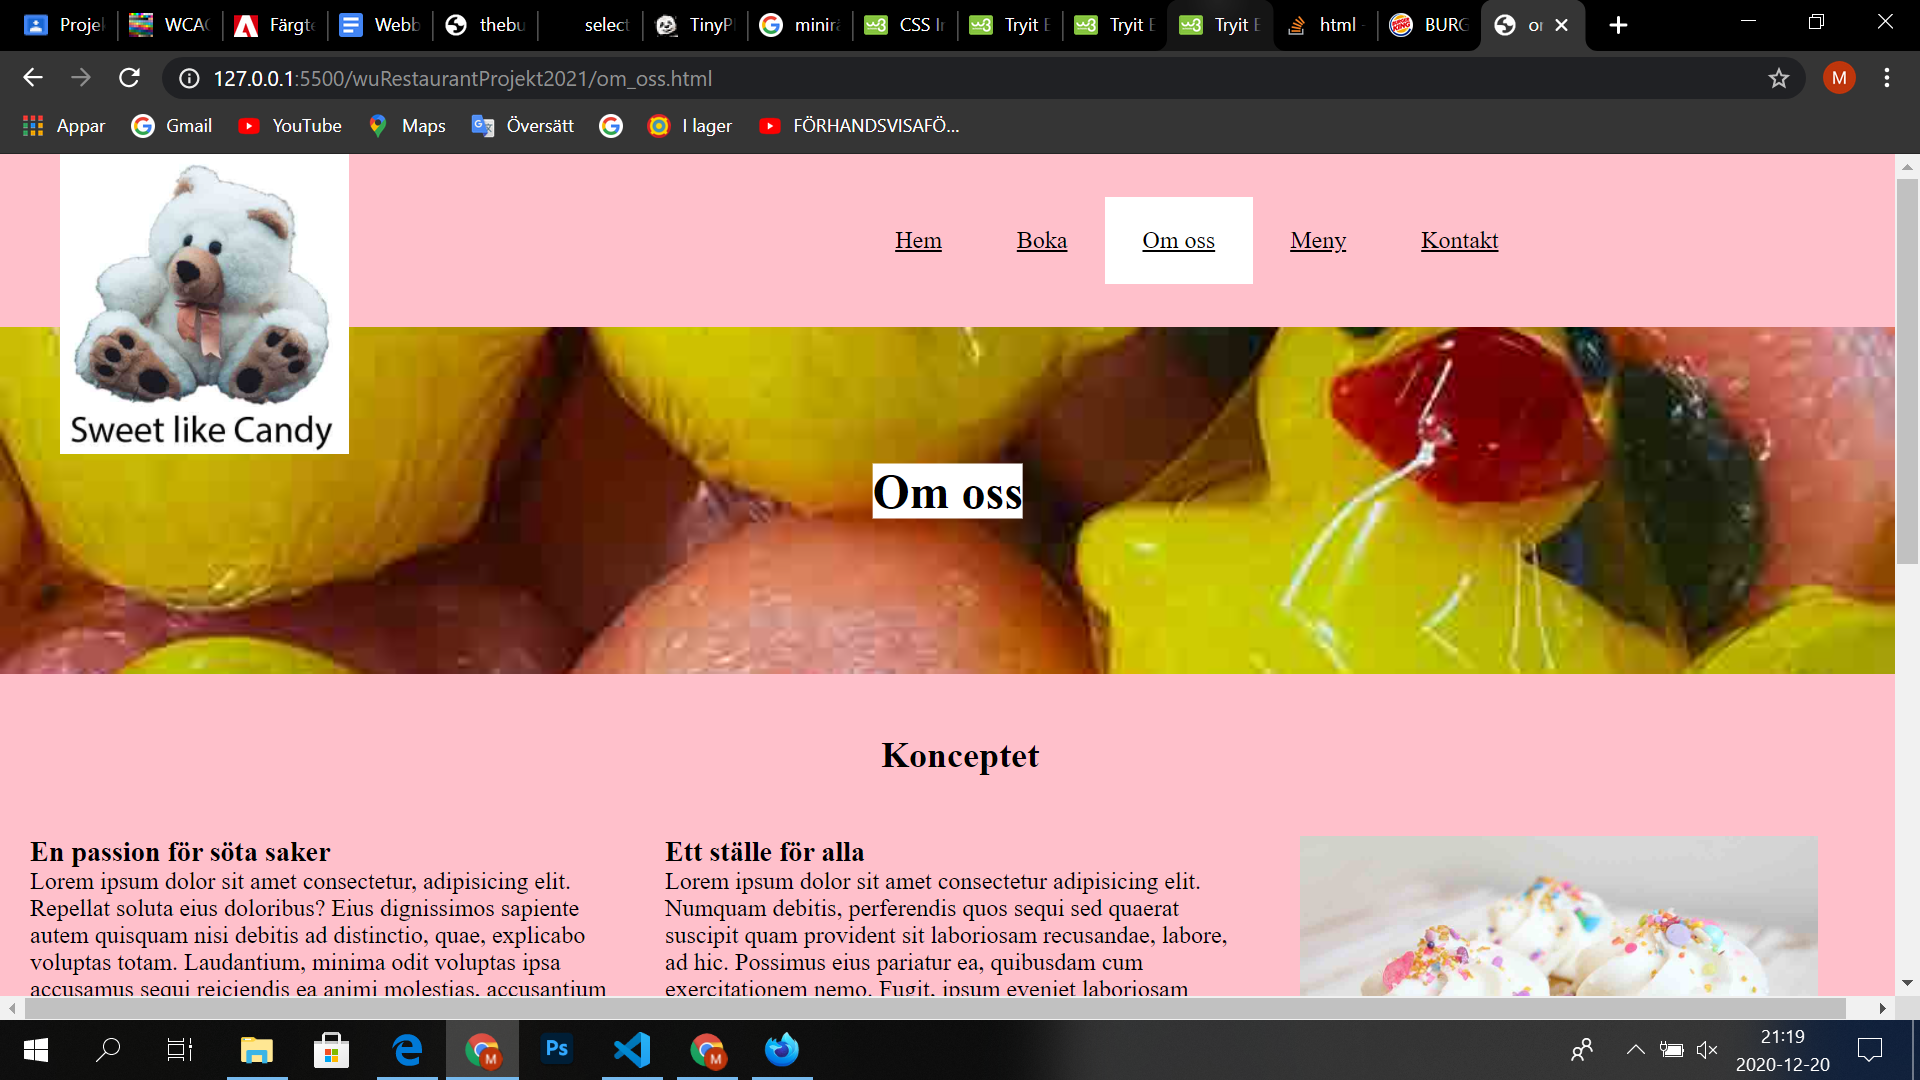 Projek
WCAG
Färgte
Webb
thebu
select
TinyP
minirä
CSS In
Tryit E
Tryit E
Tryit E
html -
BURG
or
127.0.0.1:5500/wuRestaurantProjekt2021/om_oss.html
M
Appar
Gmail
YouTube
Maps
Översätt
I lager
FÖRHANDSVISAFÖ...
Sweet like Candy
Hem
Boka
Om oss
Meny
Kontakt
Om oss
Konceptet
En passion för söta saker
Lorem ipsum dolor sit amet consectetur, adipisicing elit.
Repellat soluta eius doloribus? Eius dignissimos sapiente
autem quisquam nisi debitis ad distinctio, quae, explicabo
voluptas totam. Laudantium, minima odit voluptas ipsa
accusamus sequi reiciendis ea animi molestias, accusantium
Ett ställe för alla
Lorem ipsum dolor sit amet consectetur adipisicing elit.
Numquam debitis, perferendis quos sequi sed quaerat
suscipit quam provident sit laboriosam recusandae, labore,
ad hic. Possimus eius pariatur ea, quibusdam cum
exercitationem nemo. Fugit, ipsum eveniet laboriosam
Ps
M
M
21:19
2020-12-20